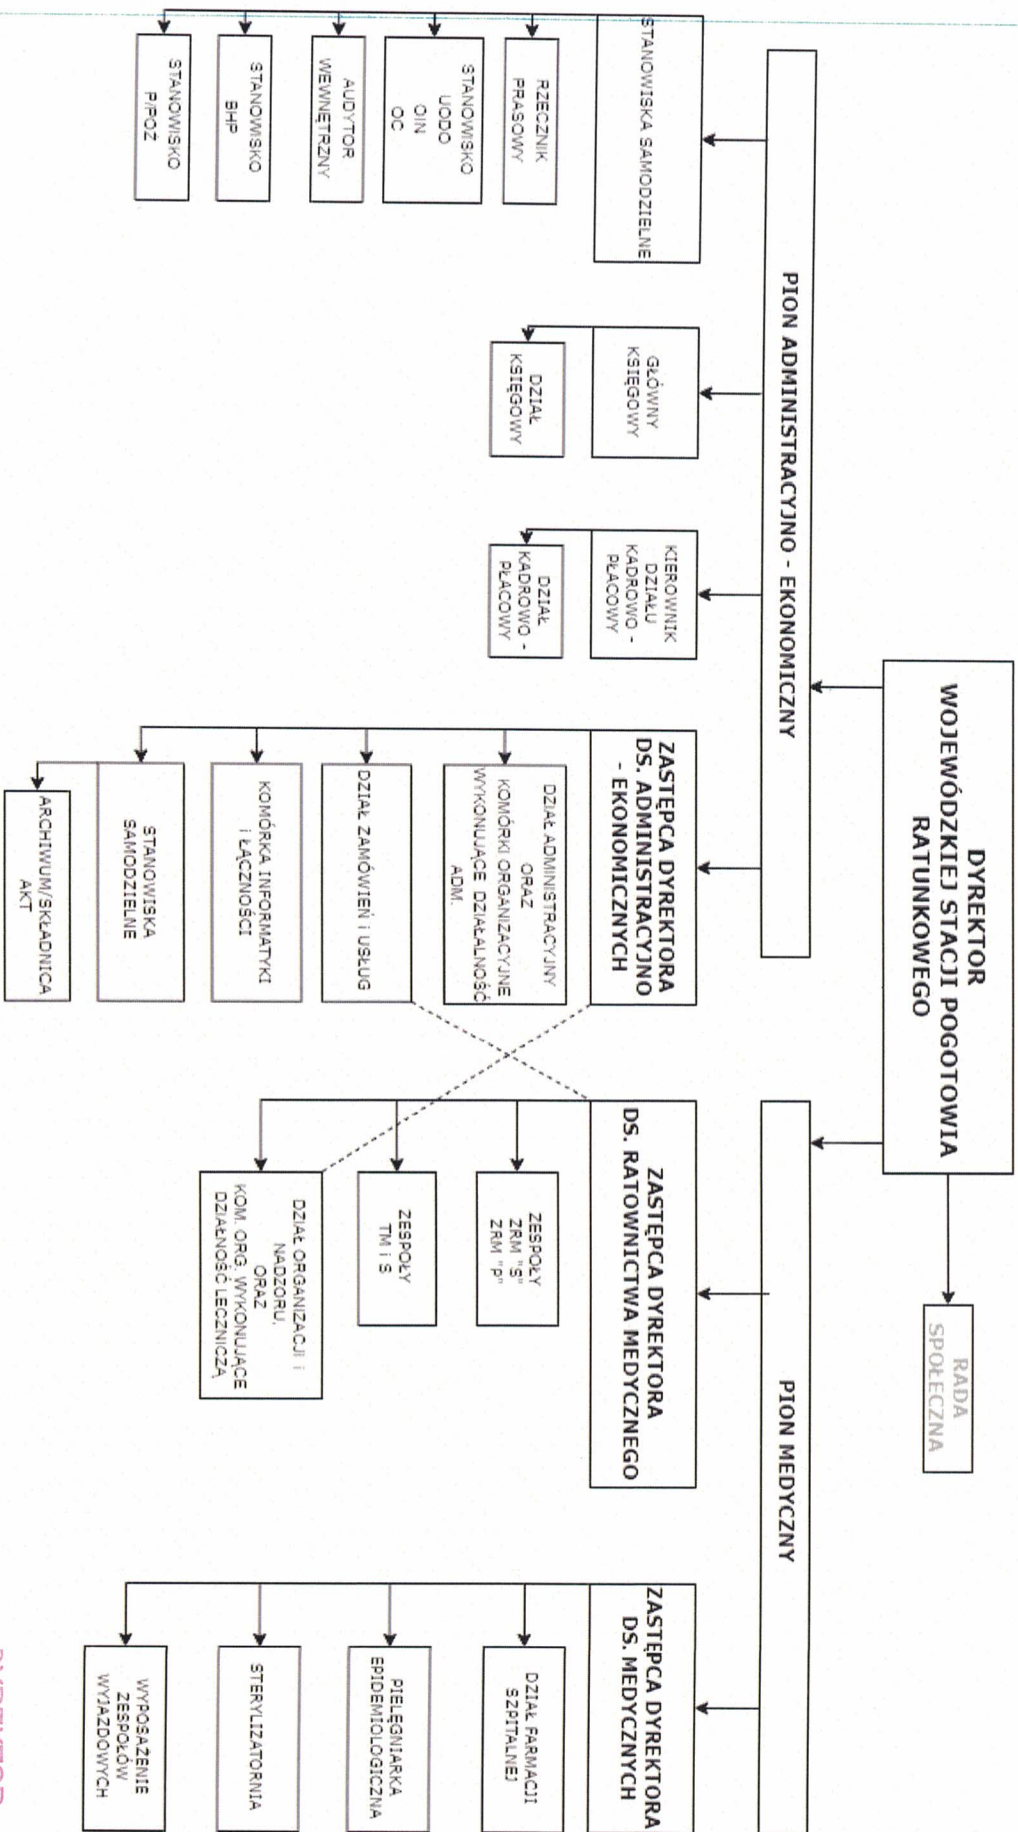 DYREKTOR
WOJEWÓDZKIEJ STACJI POGOTOWIA
RATUNKOWEGO
RADA
SPOŁECZNA
PION ADMINISTRACYJNO - EKONOMICZNY
PION MEDYCZNY
STANOWISKA SAMODZIELNE
RZECZNIK
PRASOWY
STANOWISKO
UODO
OIN
OC
AUDYTOR
WEWNĘTRZNY
STANOWISKO
BHP
STANOWISKO
P/POŻ
GŁÓWNY
KSIĘGOWY
DZIAŁ
KSIĘGOWY
KIEROWNIK
DZIAŁU
KADROWO -
PŁACOWY
DZIAŁ
KADROWO -
PŁACOWY
ZASTĘPCA DYREKTORA
DS. ADMINISTRACYJNO
- EKONOMICZNYCH
DZIAŁ ADMINISTRACYJNY
ORAZ
KOMÓRKI ORGANIZACYJNE
WYKONUJĄCE DZIAŁALNOŚĆ
ADM.
DZIAŁ ZAMÓWIEŃ i USŁUG
KOMÓRKA INFORMATYKI
i ŁĄCZNOŚCI
STANOWISKA
SAMODZIELNE
ARCHIWUM/SKŁADNICA
AKT
ZASTĘPCA DYREKTORA
DS. RATOWNICTWA MEDYCZNEGO
ZESPOŁY
ZRM "S"
ZRM "P"
ZESPOŁY
TM i S
DZIAŁ ORGANIZACJI i
NADZORU,
ORAZ
KOM. ORG. WYKONUJĄCE
DZIAŁNOŚĆ LECZNICZĄ
ZASTĘPCA DYREKTORA
DS. MEDYCZNYCH
DZIAŁ FARMACJI
SZPITALNEJ
PIELĘGNIARKA
EPIDEMIOLOGICZNA
STERYLIZATORNIA
WYPOSAŻENIE
ZESPOŁÓW
WYJAZDOWYCH